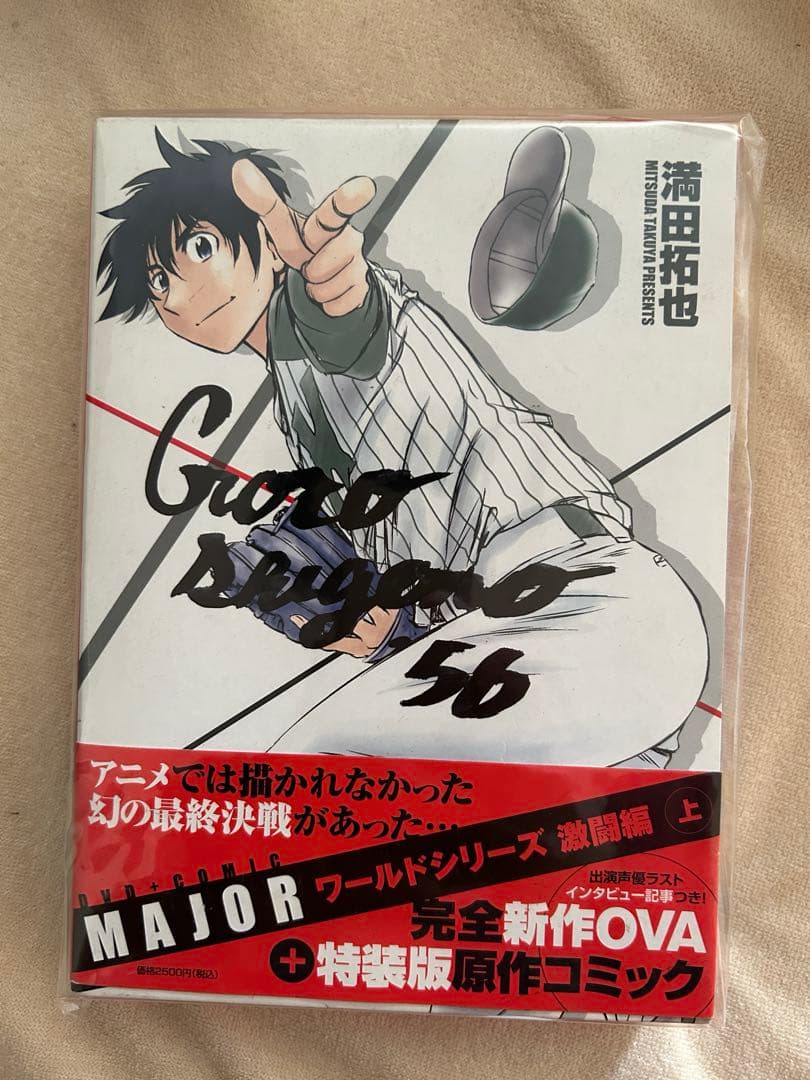 満田拓也
MITSUDA TAKUYA PRESENTS
Goro
shigeno
.56
アニメでは描かれなかった
幻の最終決戦があった…
DVD+COMIC
MAJOR ワールドシリーズ 激闘編 上
出演声優ラスト
インタビュー記事つき!
完全新作OVA
+特装版原作コミック
価格2500円(税込)